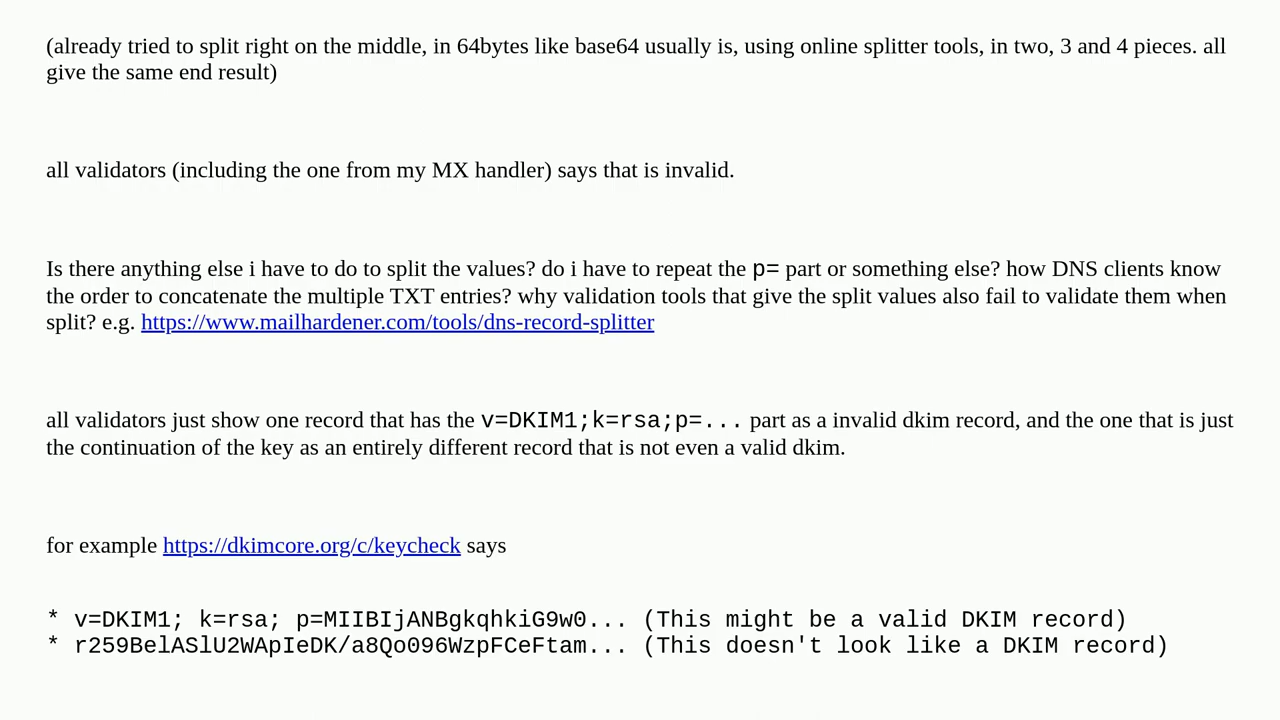 (already tried to split right on the middle, in 64bytes like base64 usually is, using online splitter tools, in two, 3 and 4 pieces. all
give the same end result)
all validators (including the one from my MX handler) says that is invalid.
Is there anything else i have to do to split the values? do i have to repeat the p= part or something else? how DNS clients know
the order to concatenate the multiple TXT entries? why validation tools that give the split values also fail to validate them when
split? e.g. https://www.mailhardener.com/tools/dns-record-splitter
all validators just show one record that has the v=DKIM1;k=rsa;p=... part as a invalid dkim record, and the one that is just
the continuation of the key as an entirely different record that is not even a valid dkim.
for example https://dkimcore.org/c/keycheck says
* v=DKIM1; k=rsa; p=MIIBIjANBgkqhkiG9w0... (This might be a valid DKIM record)
* r259BelASlU2WApIeDK/a8Qo096WzpFCeFtam... (This doesn't look like a DKIM record)